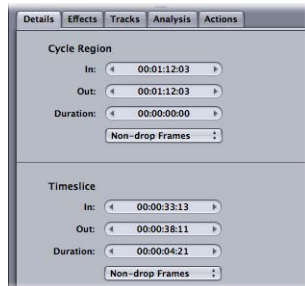 Details Effects Tracks Analysis Actions
Cycle Region
In: 00:01:12:03
Out: 00:01:12:03
Duration: 00:00:00:00
Non-drop Frames
Timeslice
In: 00:00:33:13
Out: 00:00:38:11
Duration: 00:00:04:21
Non-drop Frames